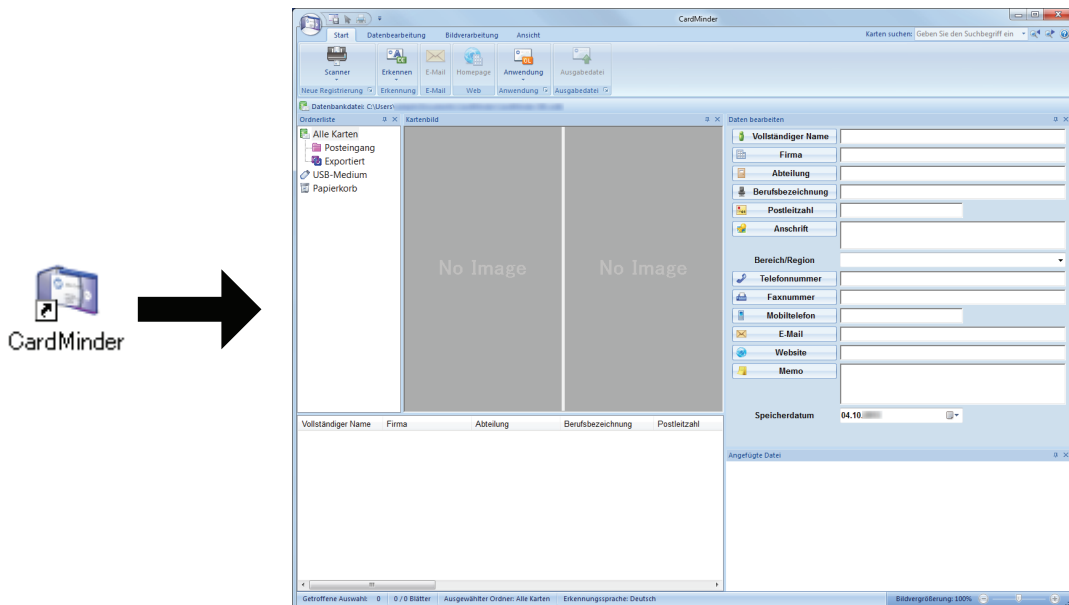 CardMinder
CardMinder
Start Datenbearbeitung Bildverarbeitung Ansicht
Karten suchen: Geben Sie den Suchbegriff ein
Scanner Erkennen E-Mail Homepage Anwendung Ausgabedatei
Neue Registrierung Erkennung E-Mail Web Anwendung Ausgabedatei
Datenbankdatei: C:\Users\
Ordnerliste
Alle Karten
Posteingang
Exportiert
USB-Medium
Papierkorb
Kartenbild
No Image No Image
Daten bearbeiten
Vollständiger Name
Firma
Abteilung
Berufsbezeichnung
Postleitzahl
Anschrift
Bereich/Region
Telefonnummer
Faxnummer
Mobiltelefon
E-Mail
Website
Memo
Speicherdatum 04.10.
Vollständiger Name Firma Abteilung Berufsbezeichnung Postleitzahl
Angefügte Datei
Getroffene Auswahl: 0 0 / 0 Blätter Ausgewählter Ordner: Alle Karten Erkennungssprache: Deutsch
Bildvergrößerung: 100%